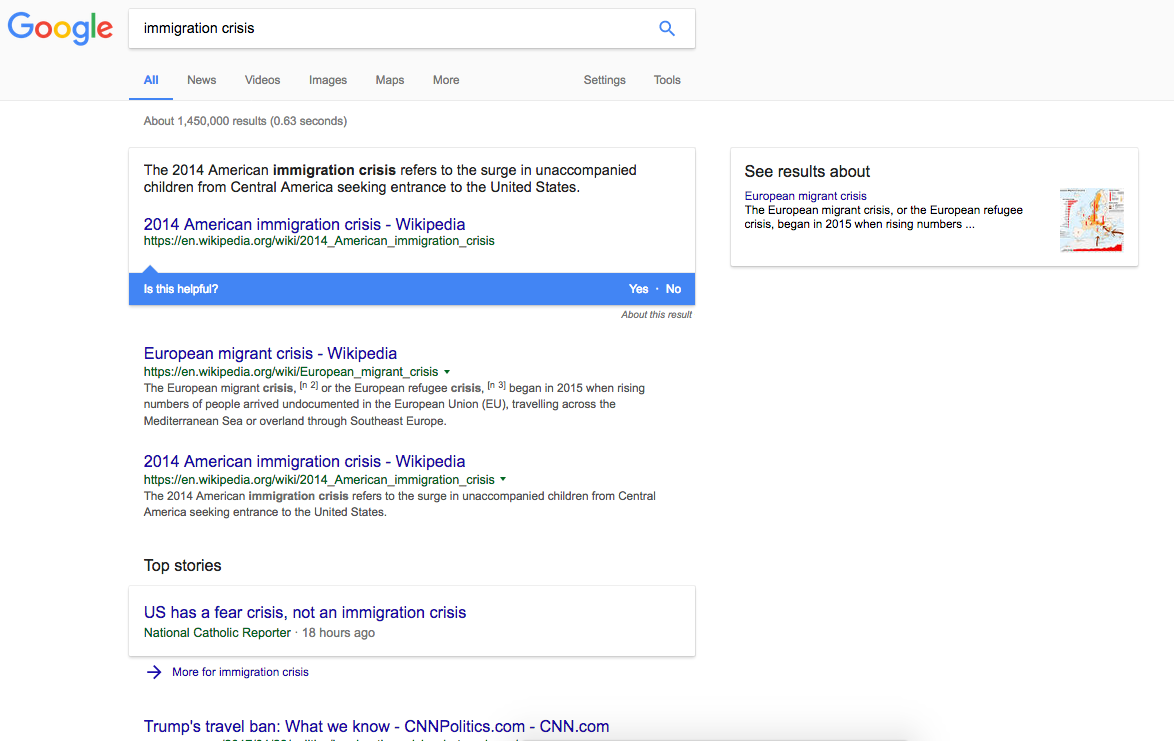 Google
immigration crisis
All News Videos Images Maps More Settings Tools
About 1,450,000 results (0.63 seconds)
The 2014 American immigration crisis refers to the surge in unaccompanied
children from Central America seeking entrance to the United States.
2014 American immigration crisis - Wikipedia
https://en.wikipedia.org/wiki/2014_American_immigration_crisis
Is this helpful? Yes · No
About this result
See results about
European migrant crisis
The European migrant crisis, or the European refugee
crisis, began in 2015 when rising numbers ...
European migrant crisis - Wikipedia
https://en.wikipedia.org/wiki/European_migrant_crisis
The European migrant crisis, [n 2] or the European refugee crisis, [n 3] began in 2015 when rising
numbers of people arrived undocumented in the European Union (EU), travelling across the
Mediterranean Sea or overland through Southeast Europe.
2014 American immigration crisis - Wikipedia
https://en.wikipedia.org/wiki/2014_American_immigration_crisis
The 2014 American immigration crisis refers to the surge in unaccompanied children from Central
America seeking entrance to the United States.
Top stories
US has a fear crisis, not an immigration crisis
National Catholic Reporter · 18 hours ago
More for immigration crisis
Trump's travel ban: What we know - CNNPolitics.com - CNN.com